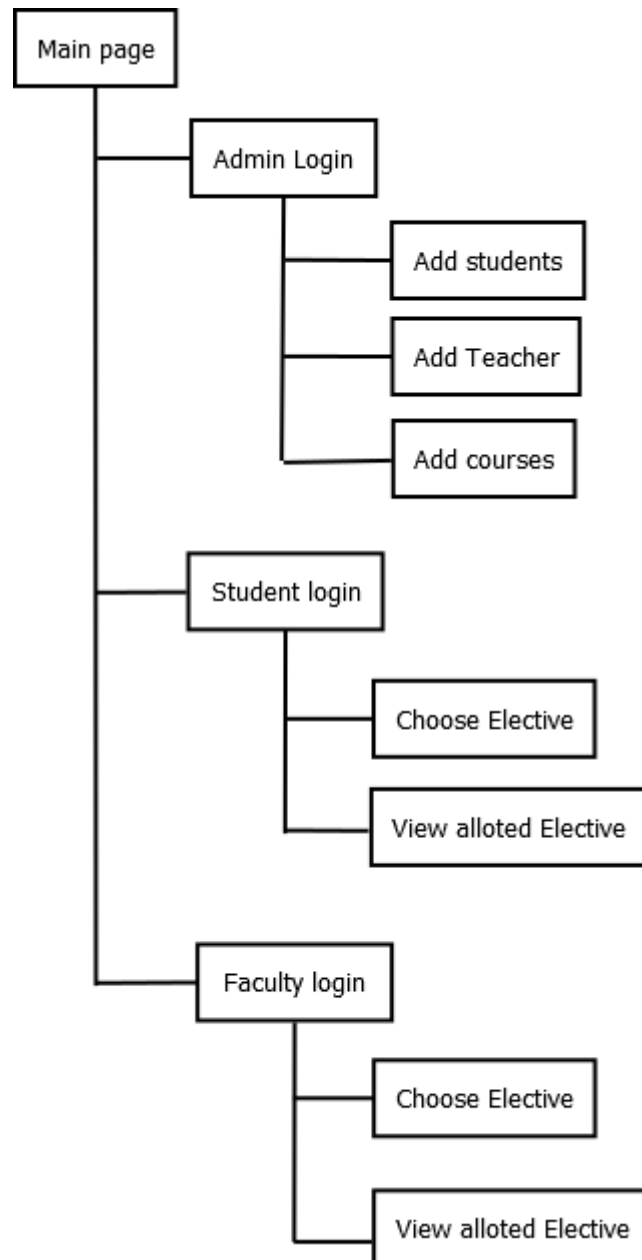 Main page
Admin Login
Add students
Add Teacher
Add courses
Student login
Choose Elective
View alloted Elective
Faculty login
Choose Elective
View alloted Elective